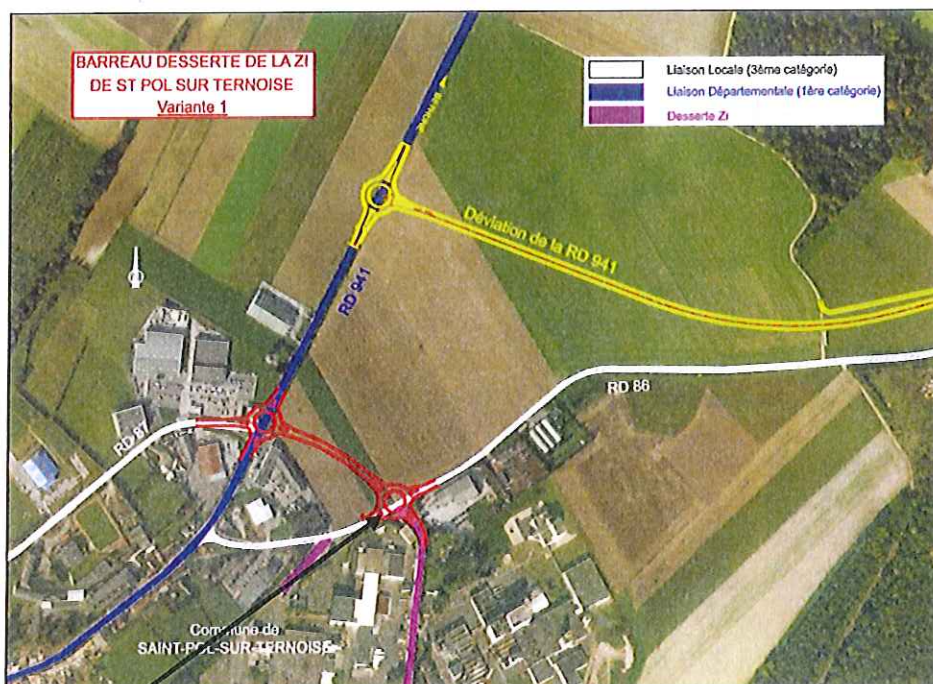 BARREAU DESSERTE DE LA ZI
DE ST POL SUR TERNOISE
Variante 1
Liaison Locale (3ème catégorie)
Liaison Départementale (1ère catégorie)
Desserte ZI
Déviation de la RD 941
RD 941
RD 86
RD 87
Commune de
SAINT-POL-SUR-TERNOISE